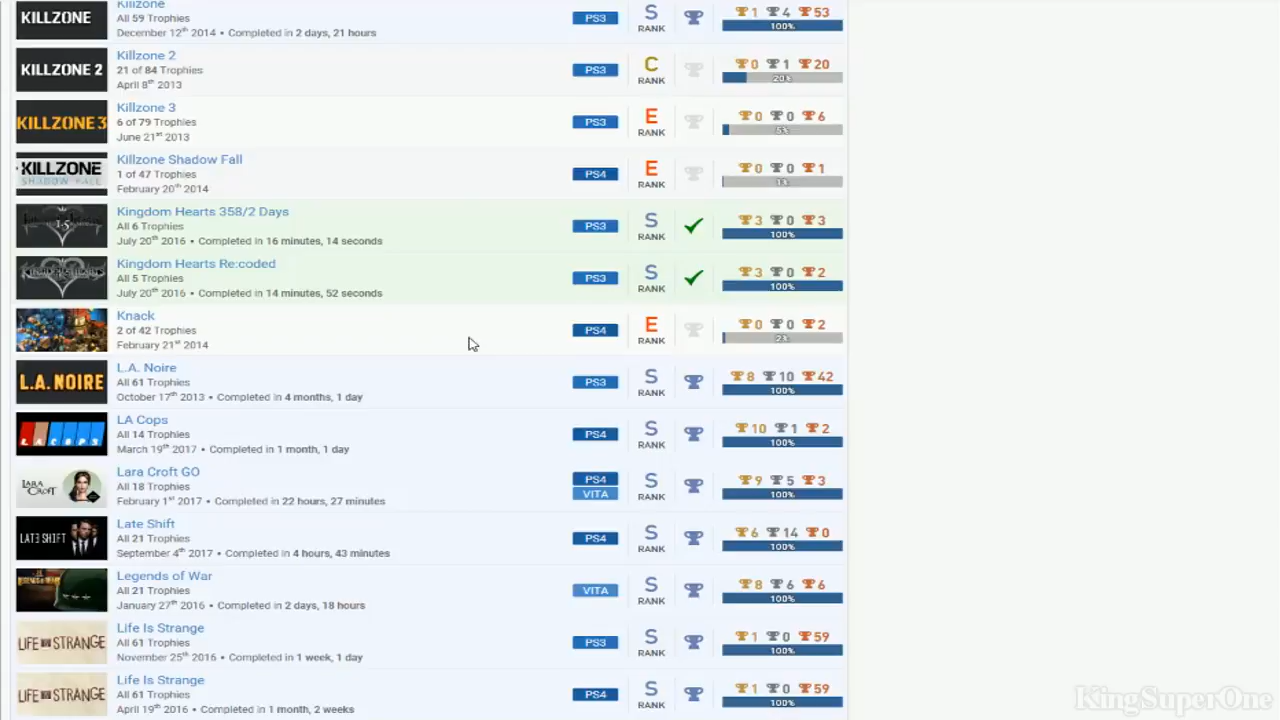 KILLZONE
Killzone
All 59 Trophies
December 12th 2014 • Completed in 2 days, 21 hours
PS3
S
RANK
1 4 53
100%
KILLZONE 2
Killzone 2
21 of 84 Trophies
April 8th 2013
PS3
C
RANK
0 1 20
20%
KILLZONE 3
Killzone 3
6 of 79 Trophies
June 21st 2013
PS3
E
RANK
0 0 6
5%
KILLZONE
SHADOW FALL
Killzone Shadow Fall
1 of 47 Trophies
February 20th 2014
PS4
E
RANK
0 0 1
1%
Kingdom Hearts 358/2 Days
All 6 Trophies
July 20th 2016 • Completed in 16 minutes, 14 seconds
PS3
S
RANK
3 0 3
100%
KINGDOM HEARTS
Kingdom Hearts Re:coded
All 5 Trophies
July 20th 2016 • Completed in 14 minutes, 52 seconds
PS3
S
RANK
3 0 2
100%
Knack
2 of 42 Trophies
February 21st 2014
PS4
E
RANK
0 0 2
2%
L.A. NOIRE
L.A. Noire
All 61 Trophies
October 17th 2013 • Completed in 4 months, 1 day
PS3
S
RANK
8 10 42
100%
LA COPS
LA Cops
All 14 Trophies
March 19th 2017 • Completed in 1 month, 1 day
PS4
S
RANK
10 1 2
100%
LARA CROFT
Lara Croft GO
All 18 Trophies
February 1st 2017 • Completed in 22 hours, 27 minutes
PS4
VITA
S
RANK
9 5 3
100%
LATE SHIFT
Late Shift
All 21 Trophies
September 4th 2017 • Completed in 4 hours, 43 minutes
PS4
S
RANK
6 14 0
100%
Legends of War
All 21 Trophies
January 27th 2016 • Completed in 2 days, 18 hours
VITA
S
RANK
8 6 6
100%
LIFE IS STRANGE
Life Is Strange
All 61 Trophies
November 25th 2016 • Completed in 1 week, 1 day
PS3
S
RANK
1 0 59
100%
LIFE IS STRANGE
Life Is Strange
All 61 Trophies
April 19th 2016 • Completed in 1 month, 2 weeks
PS4
S
RANK
1 0 59
100%
KingSuperOne